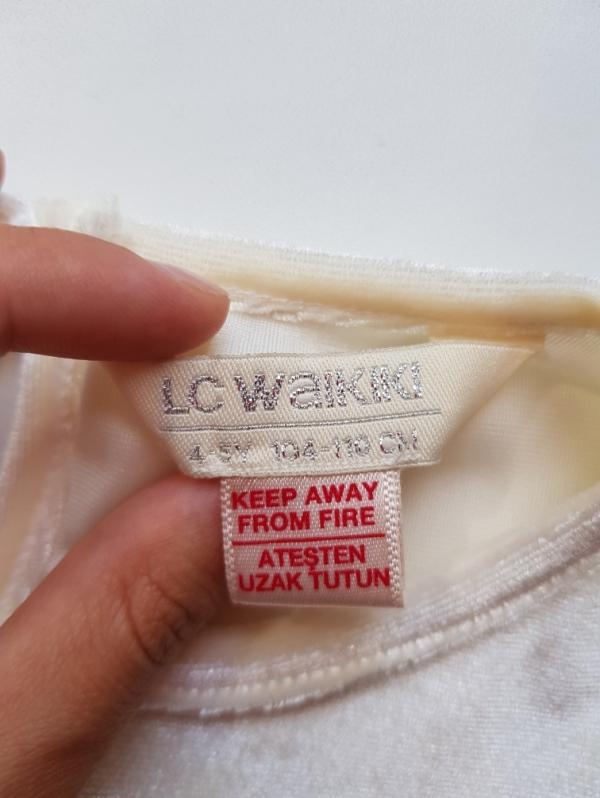 LC WAIKIKI
4-5Y 104-110 CM
KEEP AWAY
FROM FIRE
ATEŞTEN
UZAK TUTUN